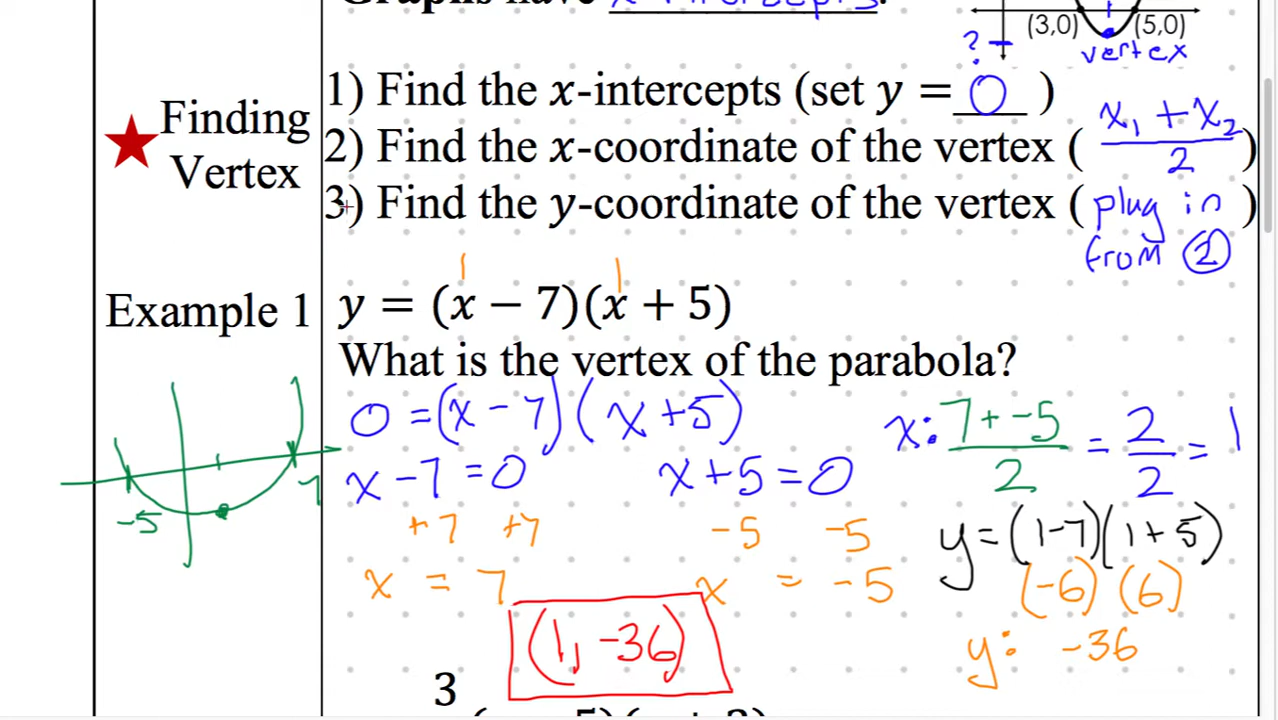 Graphs have x-intercepts.
(3,0) (5,0)
? vertex
Finding Vertex
1) Find the x-intercepts (set y = 0 )
2) Find the x-coordinate of the vertex ( x₁ + x₂ / 2 )
3) Find the y-coordinate of the vertex ( plug in from ② )
1 1
Example 1
y = (x − 7)(x + 5)
What is the vertex of the parabola?
0 = (x − 7)(x + 5)
x − 7 = 0 x + 5 = 0
+7 +7 −5 −5
x = 7 x = −5
x: 7 + −5 / 2 = 2 / 2 = 1
y = (1−7)(1 + 5)
(−6) (6)
y: −36
(1, −36)
−5 7
3